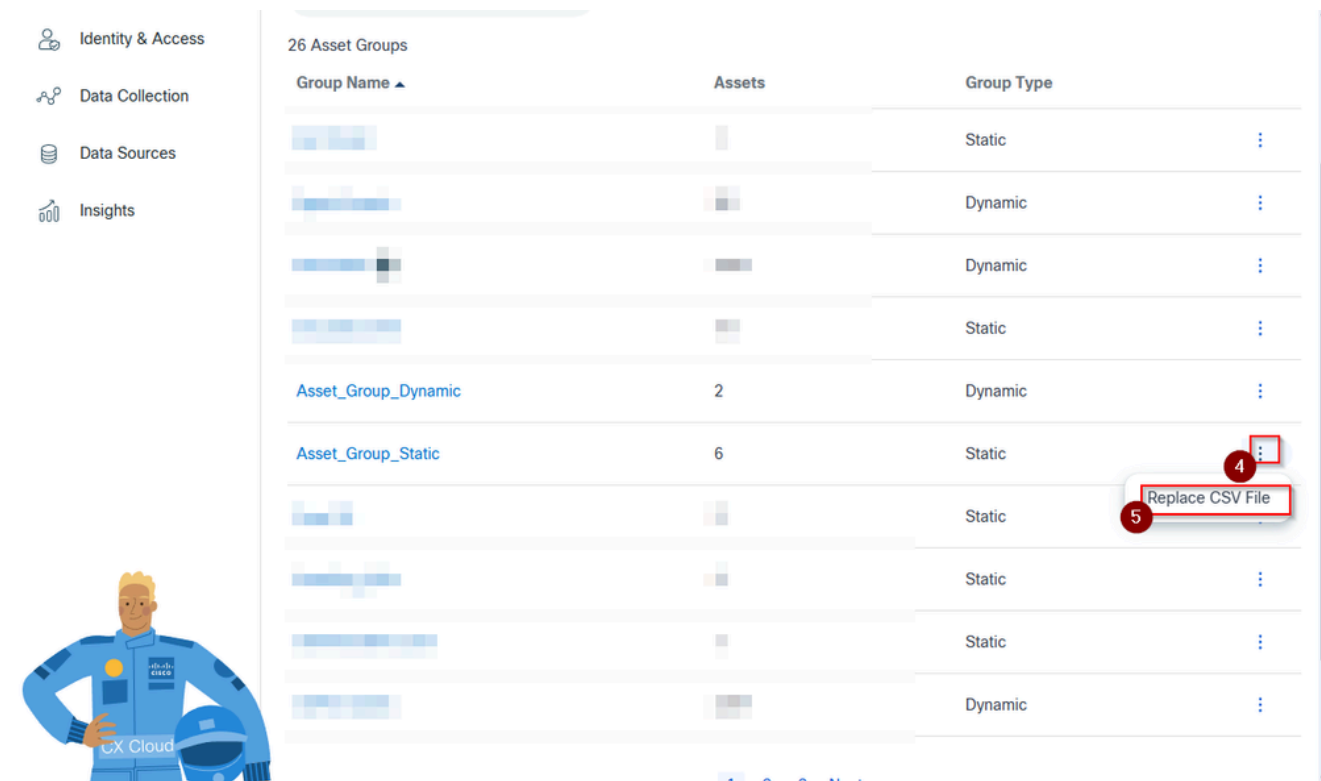 Identity & Access
Data Collection
Data Sources
Insights
26 Asset Groups
Group Name Assets Group Type
Static
Dynamic
Dynamic
Static
Asset_Group_Dynamic 2 Dynamic
Asset_Group_Static 6 Static
4
Replace CSV File
5
Static
Static
Static
Dynamic
CISCO
CX Cloud